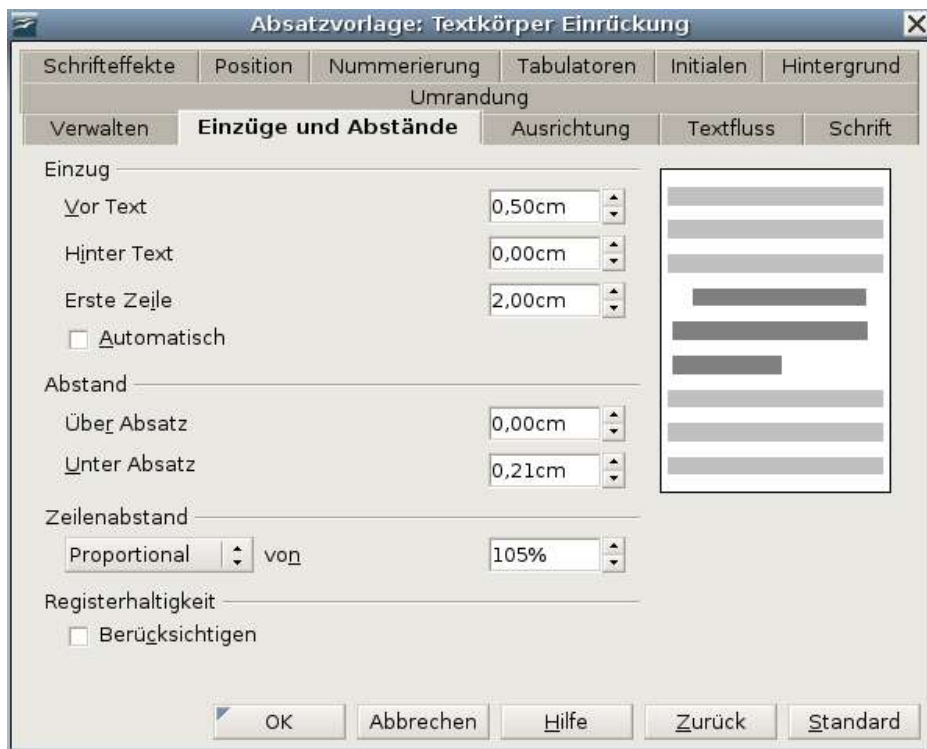 Absatzvorlage: Textkörper Einrückung
Schrifteffekte Position Nummerierung Tabulatoren Initialen Hintergrund
Umrandung
Verwalten Einzüge und Abstände Ausrichtung Textfluss Schrift
Einzug
Vor Text 0,50cm
Hinter Text 0,00cm
Erste Zeile 2,00cm
Automatisch
Abstand
Über Absatz 0,00cm
Unter Absatz 0,21cm
Zeilenabstand
Proportional von 105%
Registerhaltigkeit
Berücksichtigen
OK Abbrechen Hilfe Zurück Standard